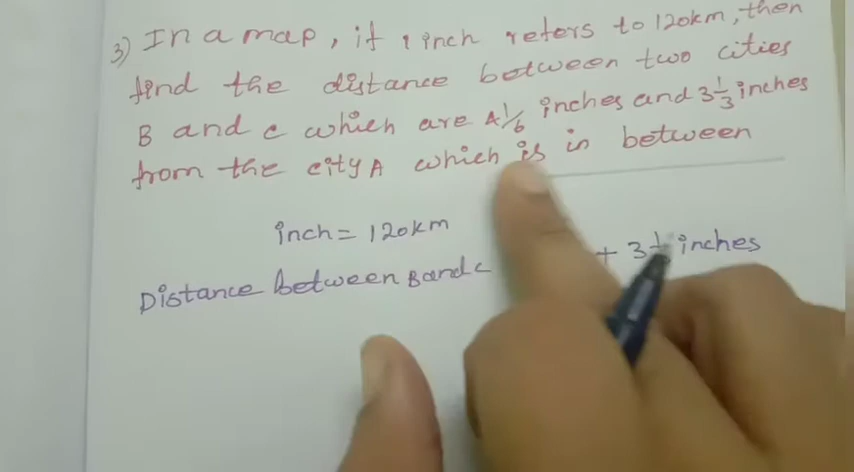 3) In a map, if 1 inch refers to 120km, then
find the distance between two cities
B and C which are 4 1/6 inches and 3 1/3 inches
from the city A which is in between
inch = 120km
Distance between B and C + 3 inches